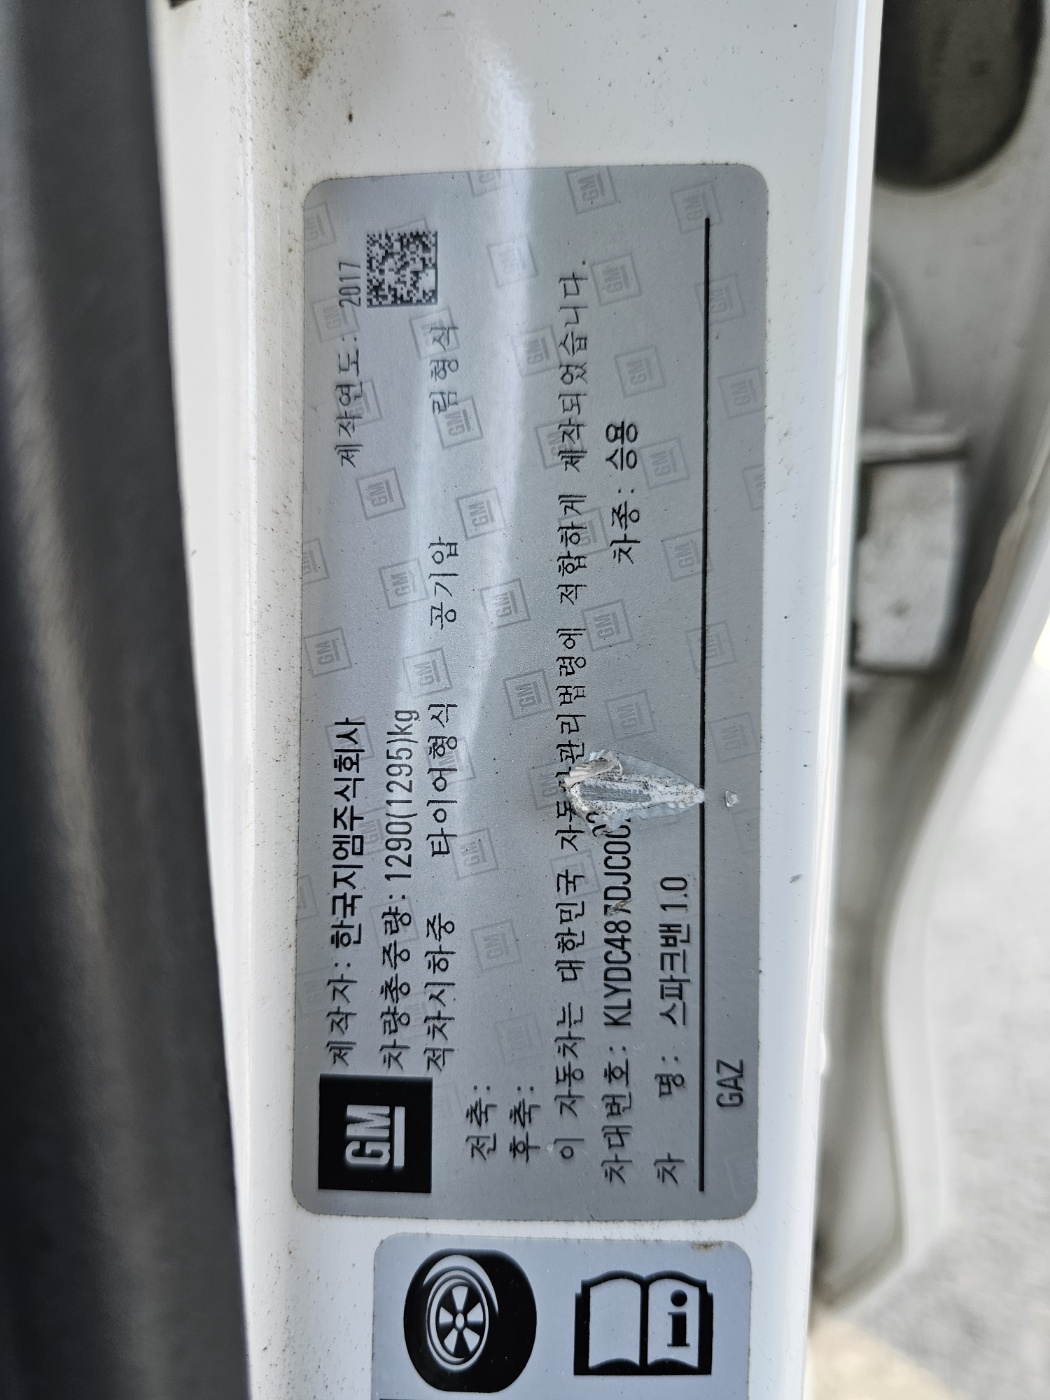 GM
제작자: 한국지엠주식회사 제작연도: 2017
차량총중량: 1290(1295)kg
적차시하중 타이어형식 공기압 림형식
전축:
후축:
이 자동차는 대한민국 자동차관리법령에 적합하게 제작되었습니다.
차대번호: KLYDC487DJC0C 차종: 승용
차 명: 스파크밴 1.0
GAZ